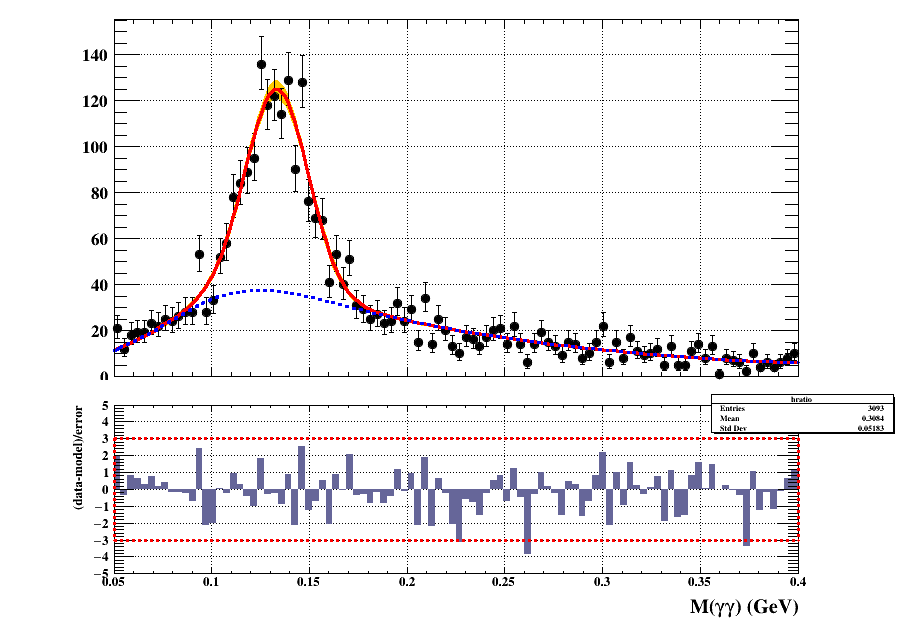 140
120
100
80
60
40
20
0
hratio
Entries 3093
Mean 0.3084
Std Dev 0.05183
(data-model)/error
5
4
3
2
1
0
−1
−2
−3
−4
−5
0.05 0.1 0.15 0.2 0.25 0.3 0.35 0.4
M(γγ) (GeV)